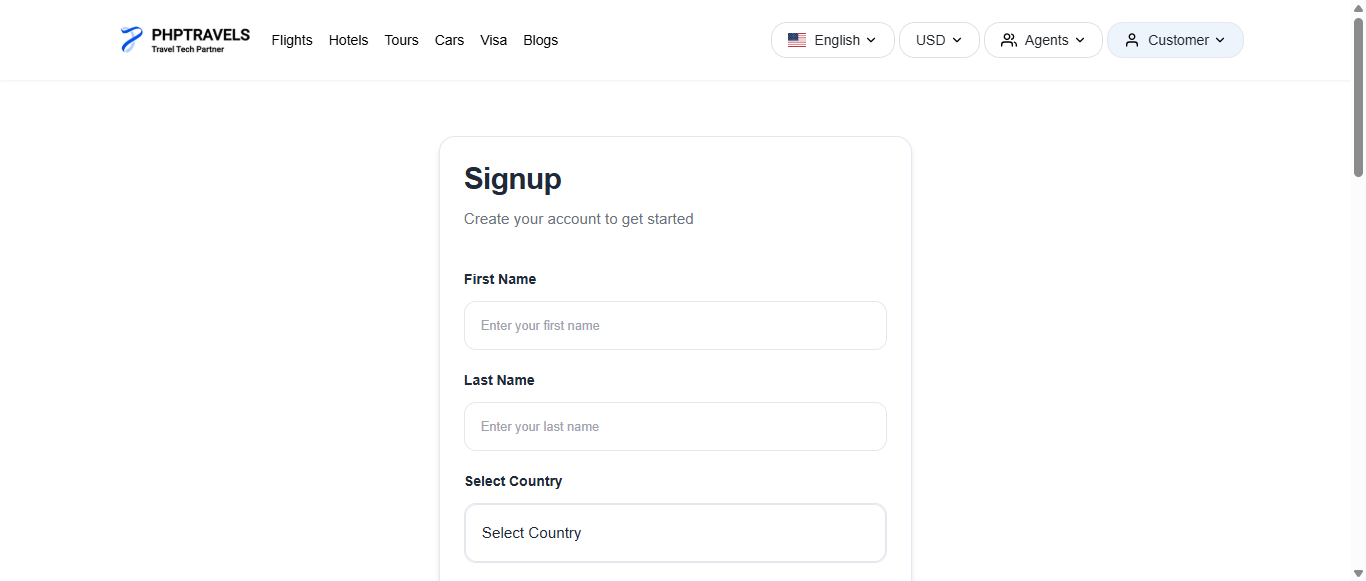 PHPTRAVELS
Travel Tech Partner
Flights Hotels Tours Cars Visa Blogs
English USD Agents Customer
Signup
Create your account to get started
First Name
Enter your first name
Last Name
Enter your last name
Select Country
Select Country